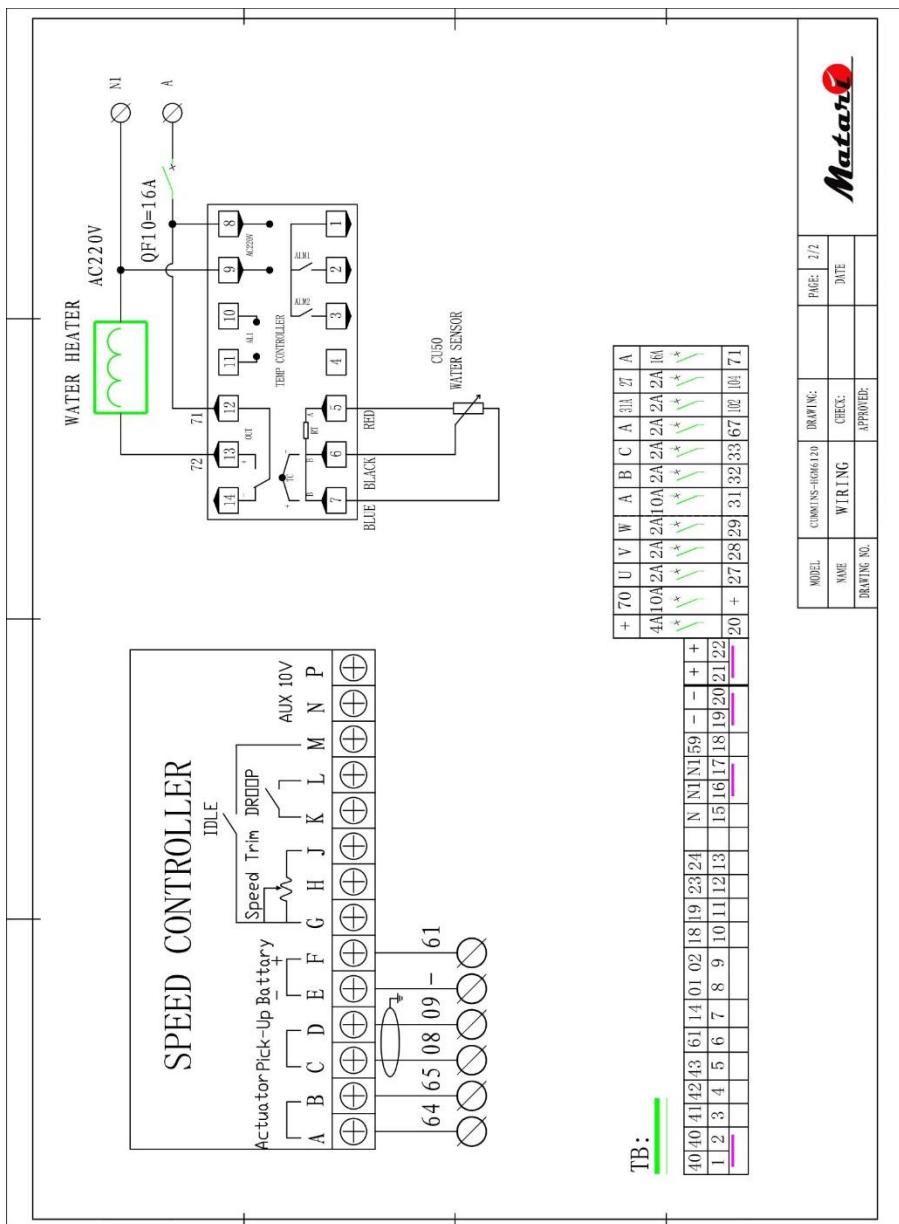 SPEED CONTROLLER
IDLE
Speed Trim DROOP
AUX 10V
Actuator Pick-Up Battary
- +
A B C D E F G H J K L M N P
64 65 08 09 - 61
WATER HEATER
AC220V
N1
QF10=16A
A
72 71
14 13 12 11 10 9 8
- + OUT AL1 AC220V
TEMP CONTROLLER
+ TC - RT ALM2 ALM1
B B A
7 6 5 4 3 2 1
BLUE BLACK RED
CU50
WATER SENSOR
TB:
40 40 41 42 43 61 14 01 02 18 19 23 24 N N1 N1 59 - - + +
1 2 3 4 5 6 7 8 9 10 11 12 13 15 16 17 18 19 20 21 22
+ 70 U V W A B C A 31A 27 A
4A 10A 2A 2A 2A 10A 2A 2A 2A 2A 2A 16A
20 + 27 28 29 31 32 33 67 102 104 71
MODEL CUMMINS-HGM6120 DRAWING: PAGE: 2/2
NAME WIRING CHECK: DATE
DRAWING NO. APPROVED:
Matari